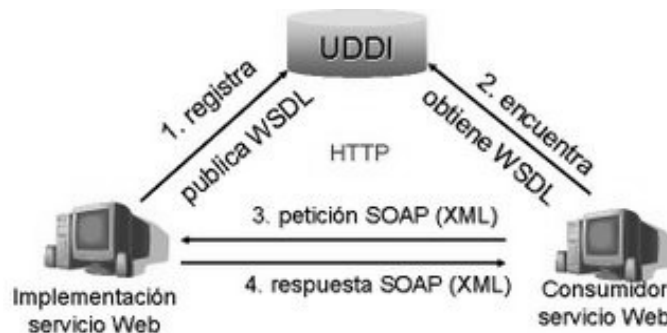 UDDI
1. registra
publica WSDL
2. encuentra
obtiene WSDL
HTTP
3. petición SOAP (XML)
4. respuesta SOAP (XML)
Implementación
servicio Web
Consumidor
servicio Web